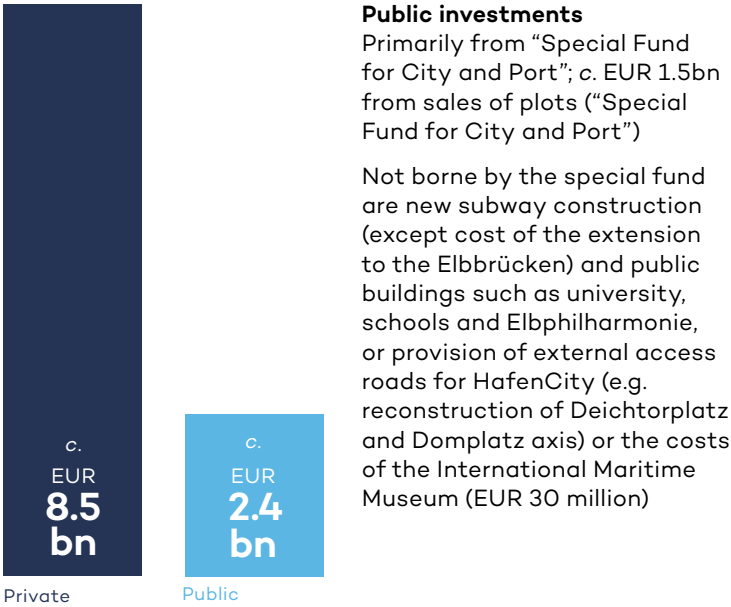 Public investments
Primarily from “Special Fund
for City and Port”; c. EUR 1.5bn
from sales of plots (“Special
Fund for City and Port”)
Not borne by the special fund
are new subway construction
(except cost of the extension
to the Elbbrücken) and public
buildings such as university,
schools and Elbphilharmonie,
or provision of external access
roads for HafenCity (e.g.
reconstruction of Deichtorplatz
and Domplatz axis) or the costs
of the International Maritime
Museum (EUR 30 million)
c.
EUR
8.5
bn
Private
c.
EUR
2.4
bn
Public